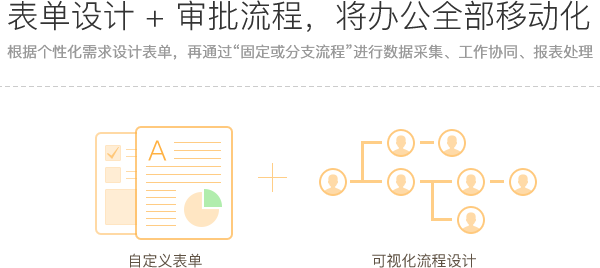 表单设计 + 审批流程，将办公全部移动化
根据个性化需求设计表单，再通过“固定或分支流程”进行数据采集、工作协同、报表处理
A
自定义表单
可视化流程设计